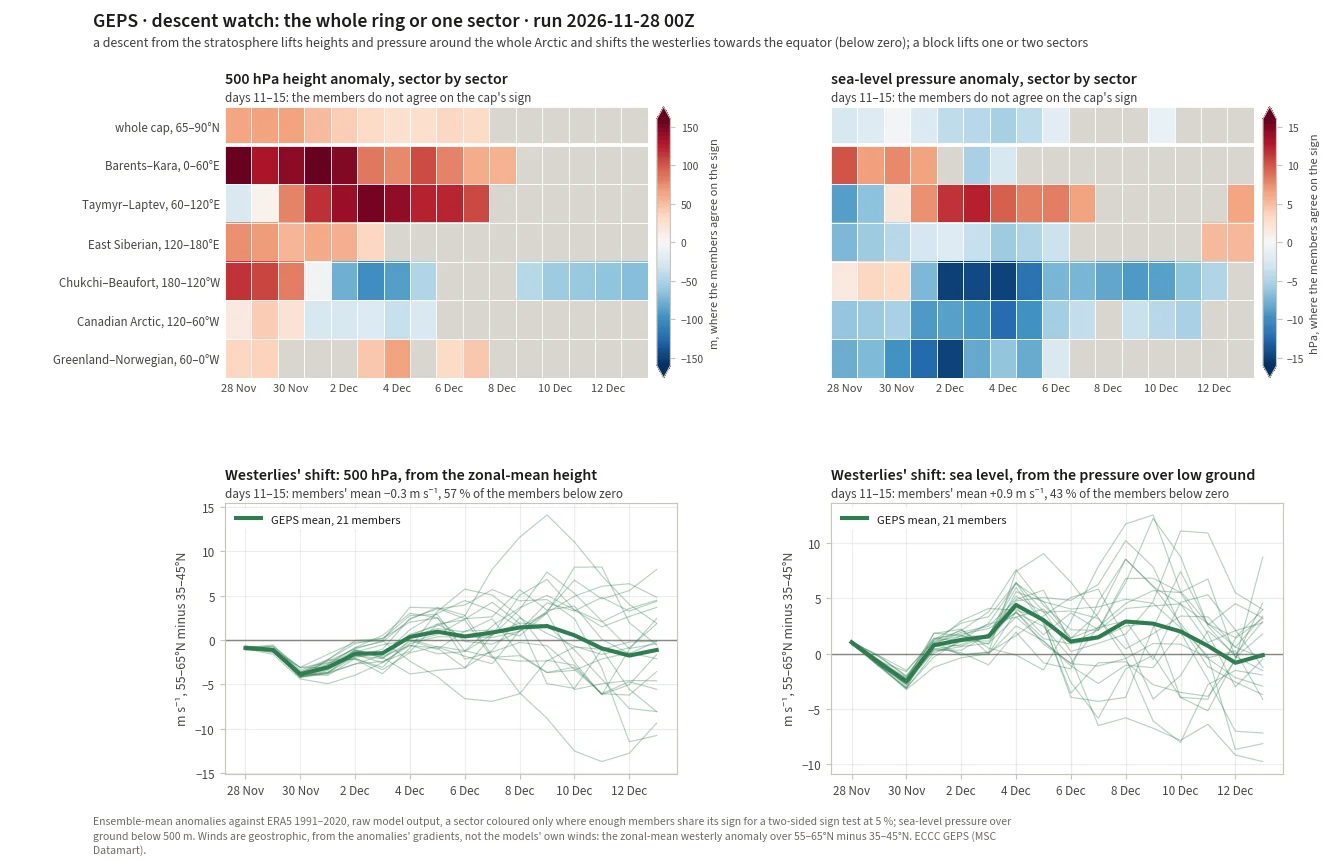 GEPS · descent watch: the whole ring or one sector · run 2026-11-28 00Z
a descent from the stratosphere lifts heights and pressure around the whole Arctic and shifts the westerlies towards the equator (below zero); a block lifts one or two sectors
500 hPa height anomaly, sector by sector
days 11–15: the members do not agree on the cap's sign
whole cap, 65–90°N
Barents–Kara, 0–60°E
Taymyr–Laptev, 60–120°E
East Siberian, 120–180°E
Chukchi–Beaufort, 180–120°W
Canadian Arctic, 120–60°W
Greenland–Norwegian, 60–0°W
28 Nov 30 Nov 2 Dec 4 Dec 6 Dec 8 Dec 10 Dec 12 Dec
150
100
50
0
−50
−100
−150
m, where the members agree on the sign
sea-level pressure anomaly, sector by sector
days 11–15: the members do not agree on the cap's sign
28 Nov 30 Nov 2 Dec 4 Dec 6 Dec 8 Dec 10 Dec 12 Dec
15
10
5
0
−5
−10
−15
hPa, where the members agree on the sign
Westerlies' shift: 500 hPa, from the zonal-mean height
days 11–15: members' mean −0.3 m s⁻¹, 57 % of the members below zero
GEPS mean, 21 members
m s⁻¹, 55–65°N minus 35–45°N
15
10
5
0
−5
−10
−15
28 Nov 30 Nov 2 Dec 4 Dec 6 Dec 8 Dec 10 Dec 12 Dec
Westerlies' shift: sea level, from the pressure over low ground
days 11–15: members' mean +0.9 m s⁻¹, 43 % of the members below zero
GEPS mean, 21 members
m s⁻¹, 55–65°N minus 35–45°N
10
5
0
−5
−10
28 Nov 30 Nov 2 Dec 4 Dec 6 Dec 8 Dec 10 Dec 12 Dec
Ensemble-mean anomalies against ERA5 1991–2020, raw model output, a sector coloured only where enough members share its sign for a two-sided sign test at 5 %; sea-level pressure over
ground below 500 m. Winds are geostrophic, from the anomalies' gradients, not the models' own winds: the zonal-mean westerly anomaly over 55–65°N minus 35–45°N. ECCC GEPS (MSC
Datamart).